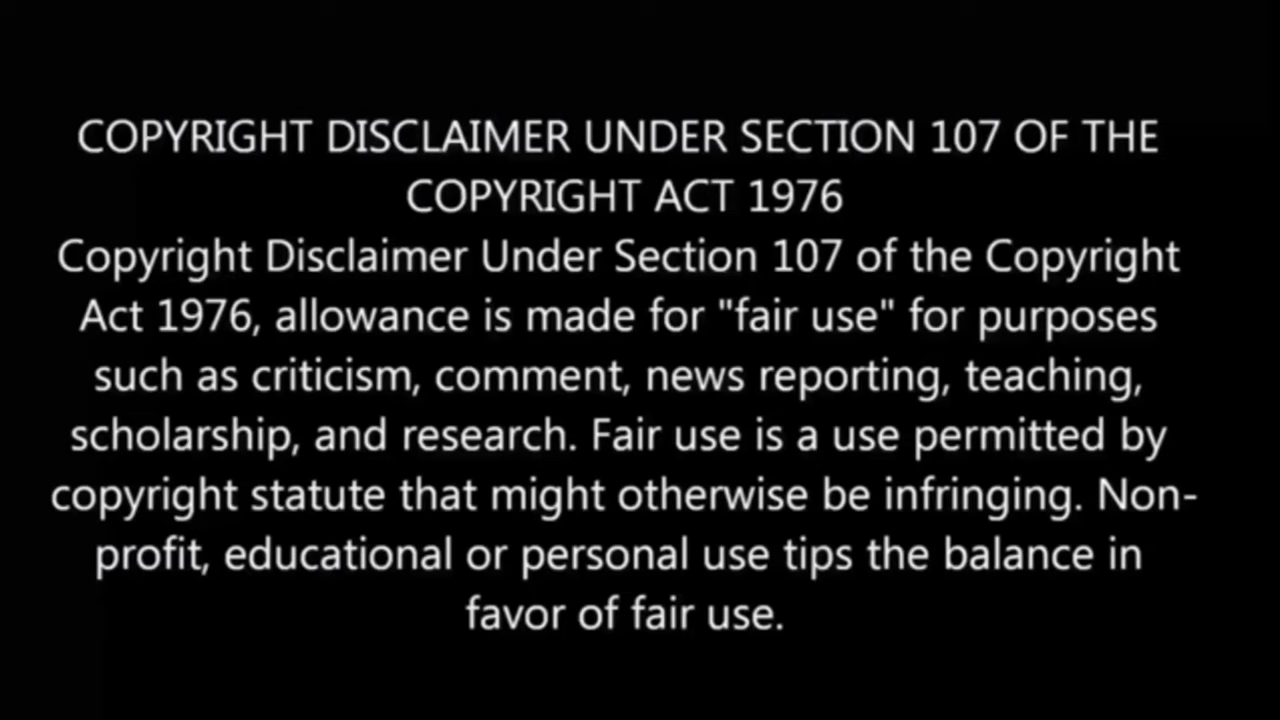 COPYRIGHT DISCLAIMER UNDER SECTION 107 OF THE
COPYRIGHT ACT 1976
Copyright Disclaimer Under Section 107 of the Copyright
Act 1976, allowance is made for "fair use" for purposes
such as criticism, comment, news reporting, teaching,
scholarship, and research. Fair use is a use permitted by
copyright statute that might otherwise be infringing. Non-
profit, educational or personal use tips the balance in
favor of fair use.